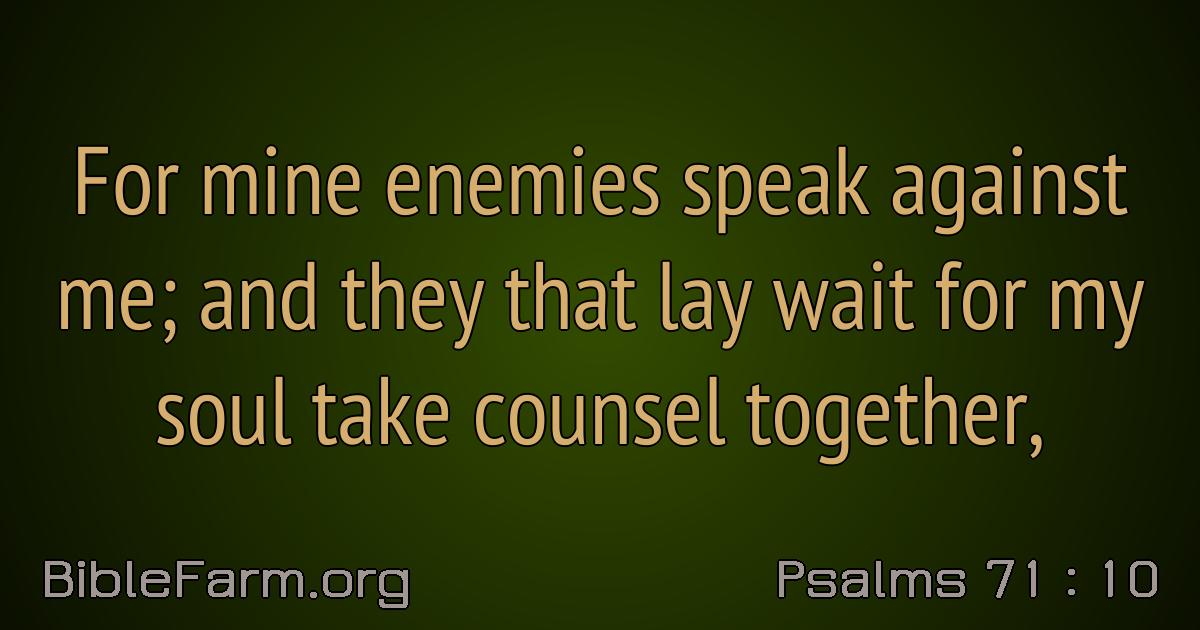 For mine enemies speak against
me; and they that lay wait for my
soul take counsel together,
BibleFarm.org
Psalms 71 : 10